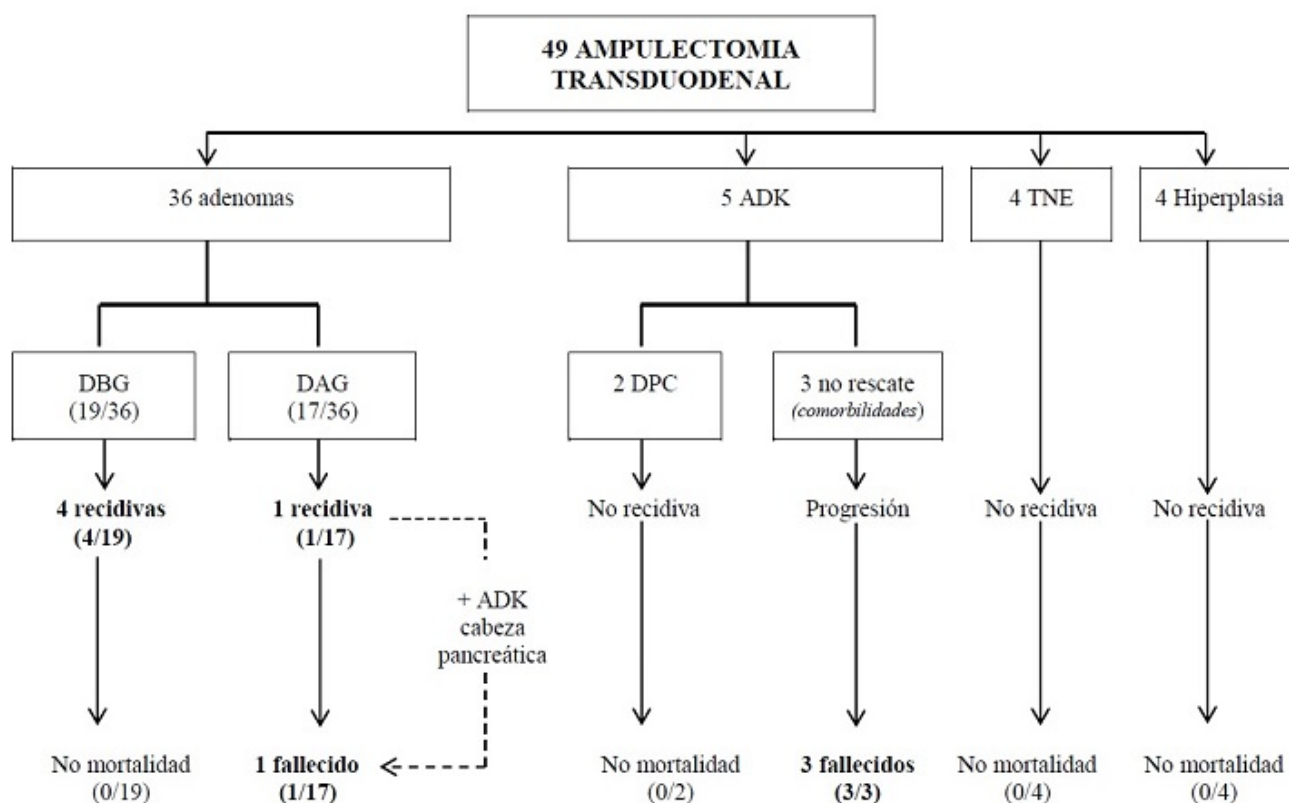 49 AMPULECTOMIA
TRANSDUODENAL
36 adenomas
5 ADK
4 TNE
4 Hiperplasia
DBG
(19/36)
DAG
(17/36)
2 DPC
3 no rescate
(comorbilidades)
4 recidivas
(4/19)
1 recidiva
(1/17)
No recidiva
Progresión
No recidiva
No recidiva
+ ADK
cabeza
pancreática
No mortalidad
(0/19)
1 fallecido
(1/17)
No mortalidad
(0/2)
3 fallecidos
(3/3)
No mortalidad
(0/4)
No mortalidad
(0/4)